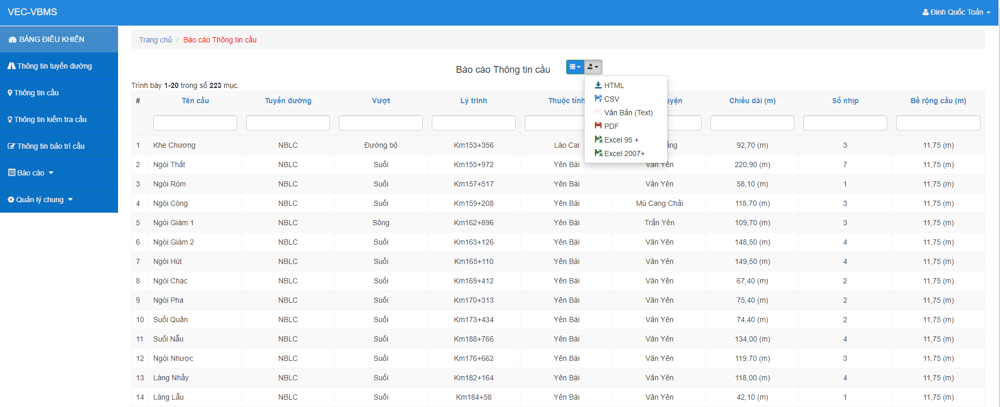 VEC-VBMS
Đinh Quốc Toản
BẢNG ĐIỀU KHIỂN
Thông tin tuyến đường
Thông tin cầu
Thông tin kiểm tra cầu
Thông tin bảo trì cầu
Báo cáo
Quản lý chung
Trang chủ / Báo cáo Thông tin cầu
Báo cáo Thông tin cầu
HTML
CSV
Văn Bản (Text)
PDF
Excel 95 +
Excel 2007+
Trình bày 1-20 trong số 223 mục.
# Tên cầu Tuyến đường Vượt Lý trình Thuộc tỉnh Chiều dài (m) Số nhịp Bề rộng cầu (m)
1 Khe Chương NBLC Đường bộ Km153+356 Lào Cai 92,70 (m) 3 11,75 (m)
2 Ngòi Thắt NBLC Suối Km155+972 Yên Bái Văn Yên 220,90 (m) 7 11,75 (m)
3 Ngòi Róm NBLC Suối Km157+517 Yên Bái Văn Yên 58,10 (m) 1 11,75 (m)
4 Ngòi Còng NBLC Suối Km159+208 Yên Bái Mù Cang Chải 118,70 (m) 3 11,75 (m)
5 Ngòi Giám 1 NBLC Sông Km162+896 Yên Bái Trấn Yên 109,70 (m) 3 11,75 (m)
6 Ngòi Giám 2 NBLC Suối Km163+126 Yên Bái Văn Yên 148,50 (m) 4 11,75 (m)
7 Ngòi Hút NBLC Suối Km165+110 Yên Bái Văn Yên 149,50 (m) 4 11,75 (m)
8 Ngòi Chạc NBLC Suối Km169+412 Yên Bái Văn Yên 67,40 (m) 2 11,75 (m)
9 Ngòi Pha NBLC Suối Km170+313 Yên Bái Văn Yên 75,40 (m) 2 11,75 (m)
10 Suối Quân NBLC Suối Km173+434 Yên Bái Văn Yên 74,40 (m) 2 11,75 (m)
11 Suối Nẫu NBLC Suối Km188+766 Yên Bái Văn Yên 134,00 (m) 4 11,75 (m)
12 Ngòi Nhược NBLC Suối Km176+662 Yên Bái Văn Yên 119,70 (m) 3 11,75 (m)
13 Làng Nhầy NBLC Suối Km182+164 Yên Bái Văn Yên 118,00 (m) 4 11,75 (m)
14 Làng Lẫu NBLC Suối Km184+58 Yên Bái Văn Yên 42,10 (m) 1 11,75 (m)